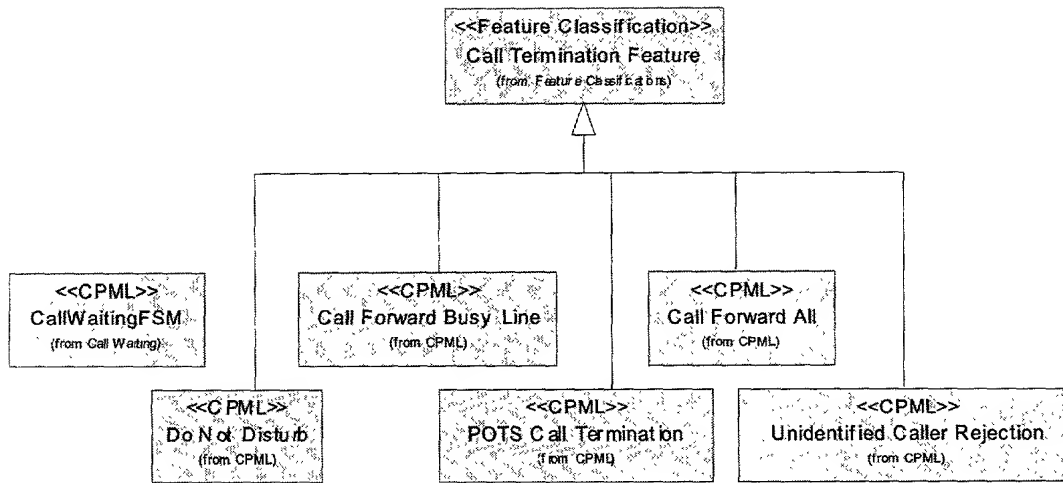 <<Feature Classification>>
Call Termination Feature
(from Feature Classifications)
<<CPML>>
CallWaitingFSM
(from Call Waiting)
<<CPML>>
Call Forward Busy Line
(from CPML)
<<CPML>>
Call Forward All
(from CPML)
<<CPML>>
Do Not Disturb
(from CPML)
<<CPML>>
POTS Call Termination
(from CPML)
<<CPML>>
Unidentified Caller Rejection
(from CPML)